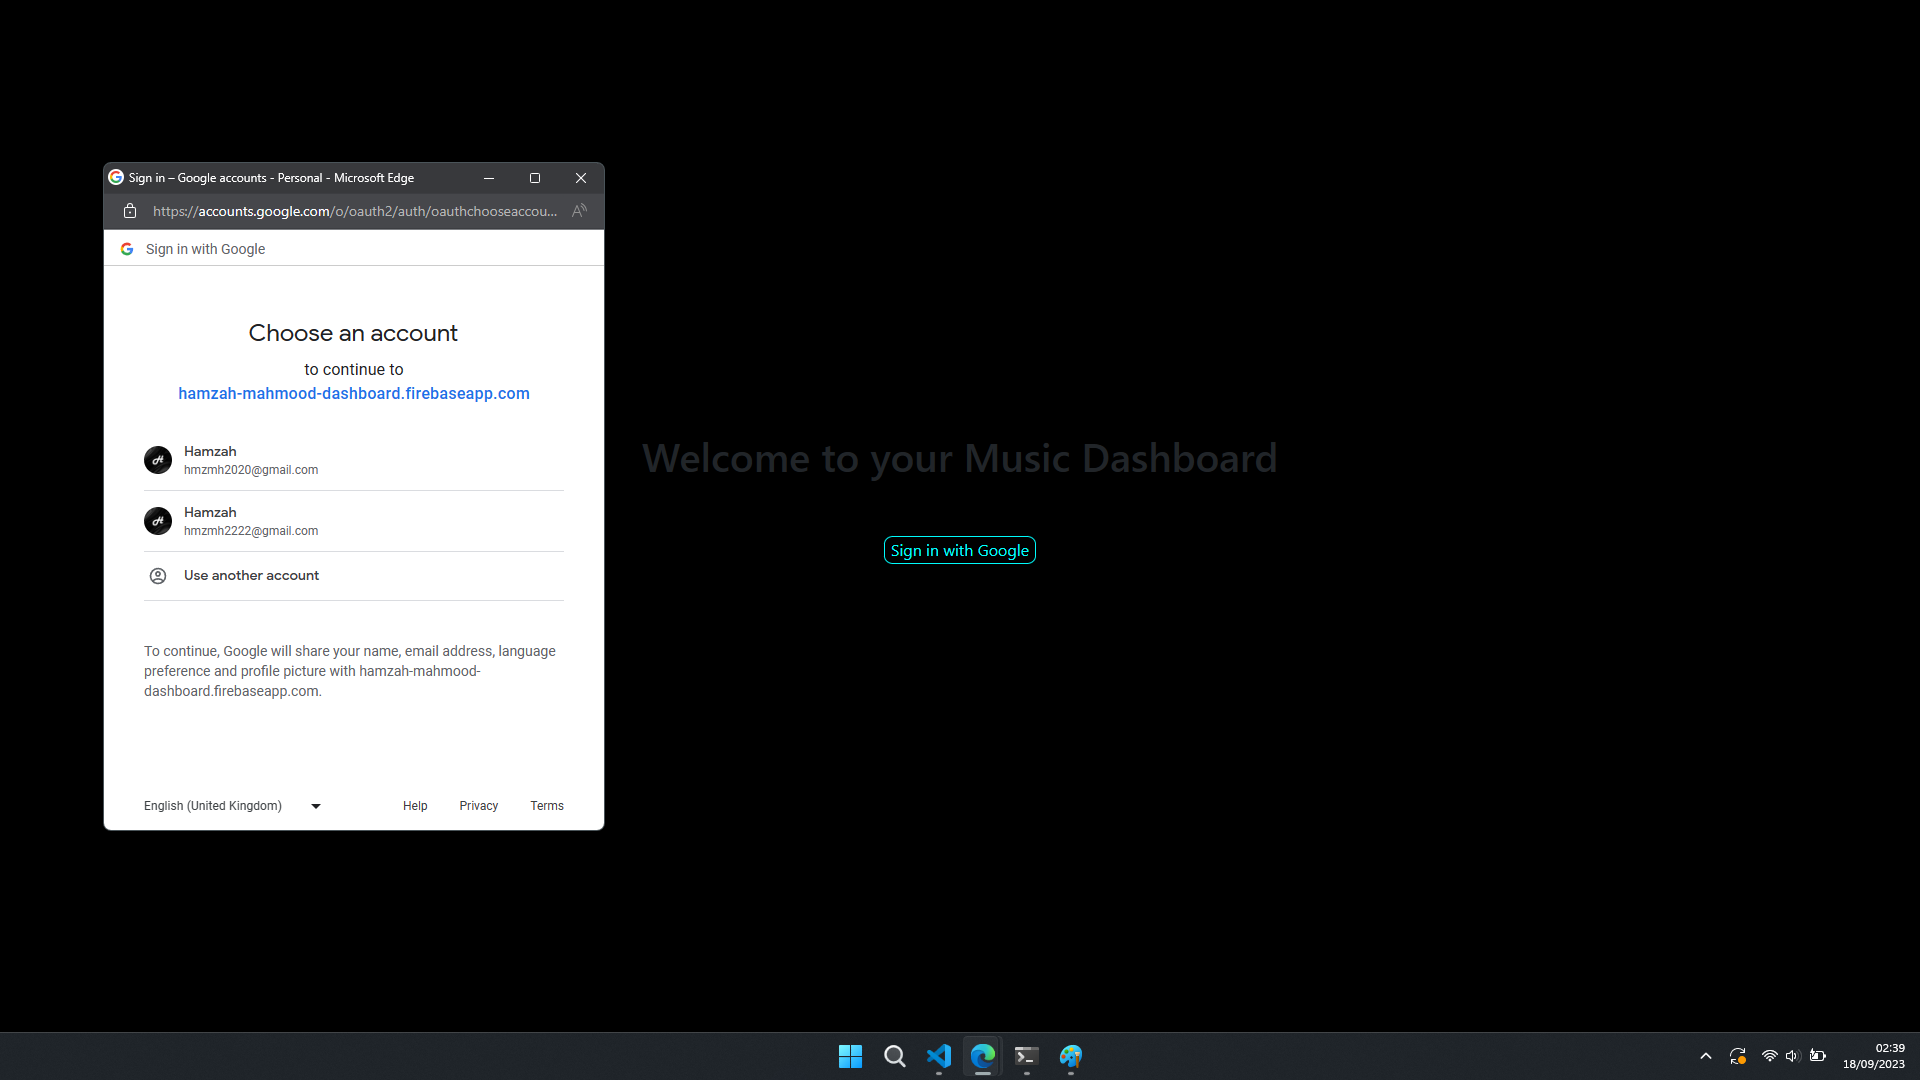 Sign in – Google accounts - Personal - Microsoft Edge
https://accounts.google.com/o/oauth2/auth/oauthchooseaccou...
Sign in with Google
Choose an account
to continue to
hamzah-mahmood-dashboard.firebaseapp.com
Hamzah
hmzmh2020@gmail.com
Hamzah
hmzmh2222@gmail.com
Use another account
To continue, Google will share your name, email address, language
preference and profile picture with hamzah-mahmood-
dashboard.firebaseapp.com.
English (United Kingdom)
Help
Privacy
Terms
Welcome to your Music Dashboard
Sign in with Google
02:39
18/09/2023